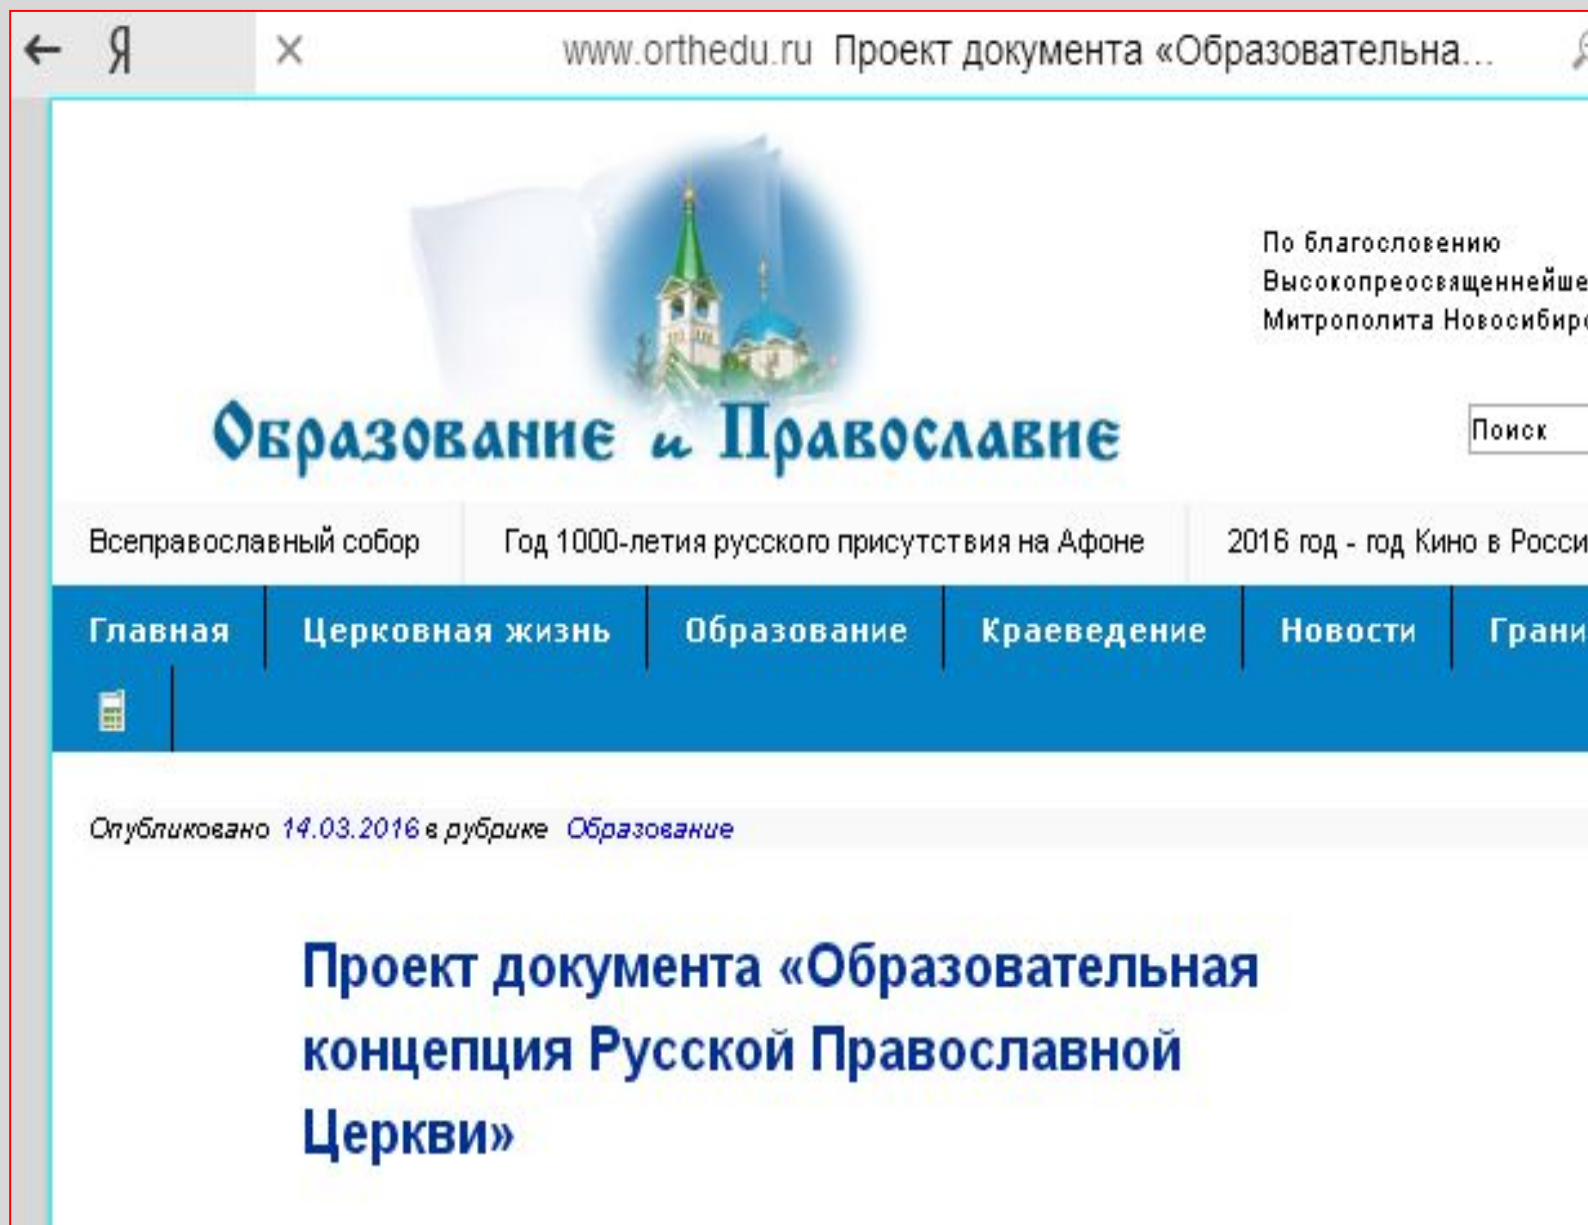 Я
www.orthedu.ru Проект документа «Образовательна...
По благословению
Высокопреосвященнейше
Митрополита Новосибирс
Образование и Православие
Поиск
Всеправославный собор Год 1000-летия русского присутствия на Афоне 2016 год - год Кино в Росси
Главная Церковная жизнь Образование Краеведение Новости Грани
Опубликовано 14.03.2016 в рубрике Образование
Проект документа «Образовательная
концепция Русской Православной
Церкви»